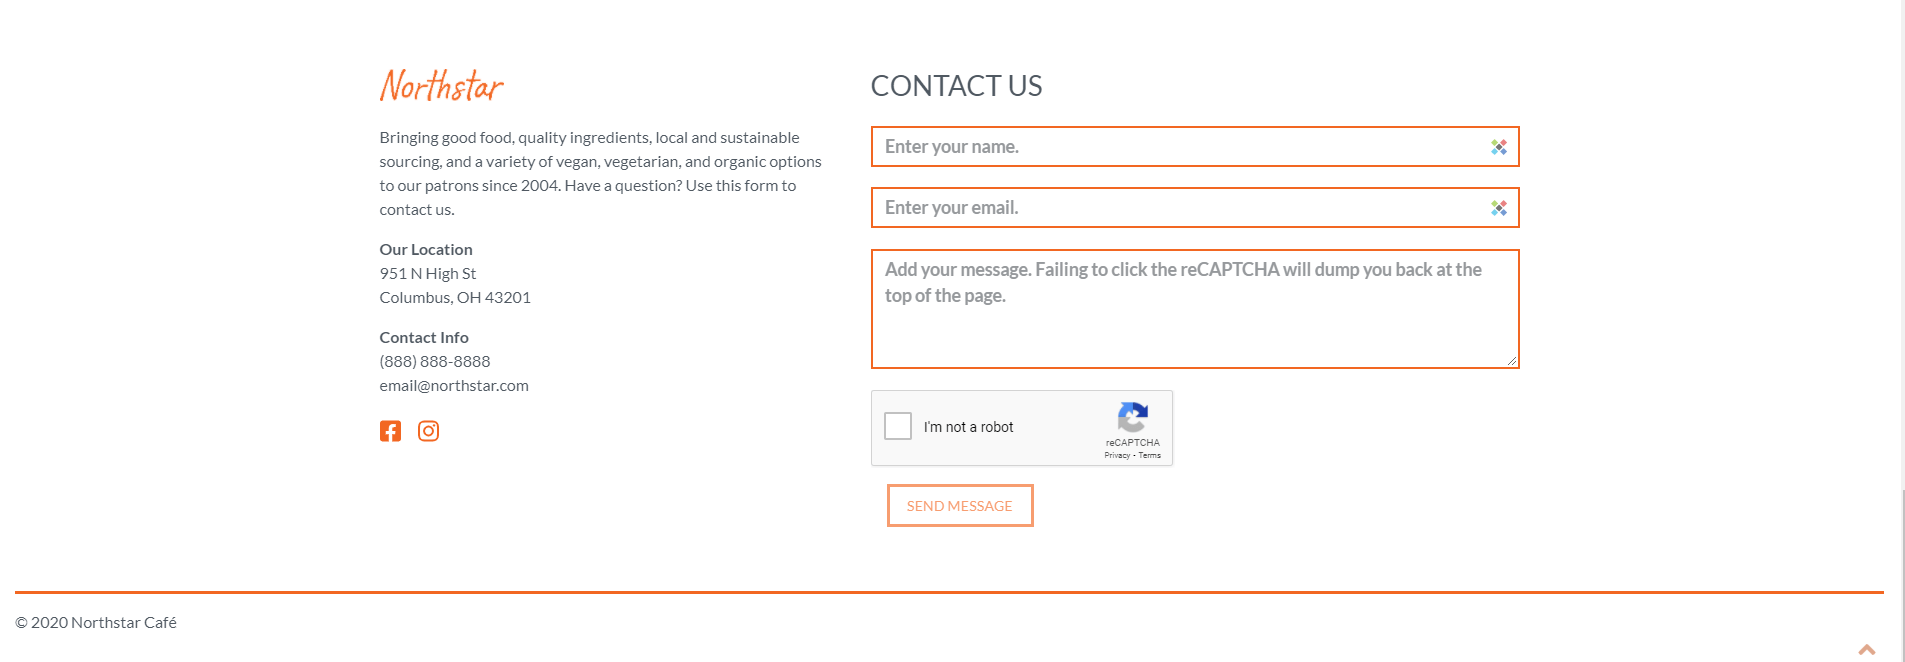 Northstar
Bringing good food, quality ingredients, local and sustainable
sourcing, and a variety of vegan, vegetarian, and organic options
to our patrons since 2004. Have a question? Use this form to
contact us.
Our Location
951 N High St
Columbus, OH 43201
Contact Info
(888) 888-8888
email@northstar.com
CONTACT US
Enter your name.
Enter your email.
Add your message. Failing to click the reCAPTCHA will dump you back at the
top of the page.
I'm not a robot
reCAPTCHA
Privacy - Terms
SEND MESSAGE
© 2020 Northstar Café